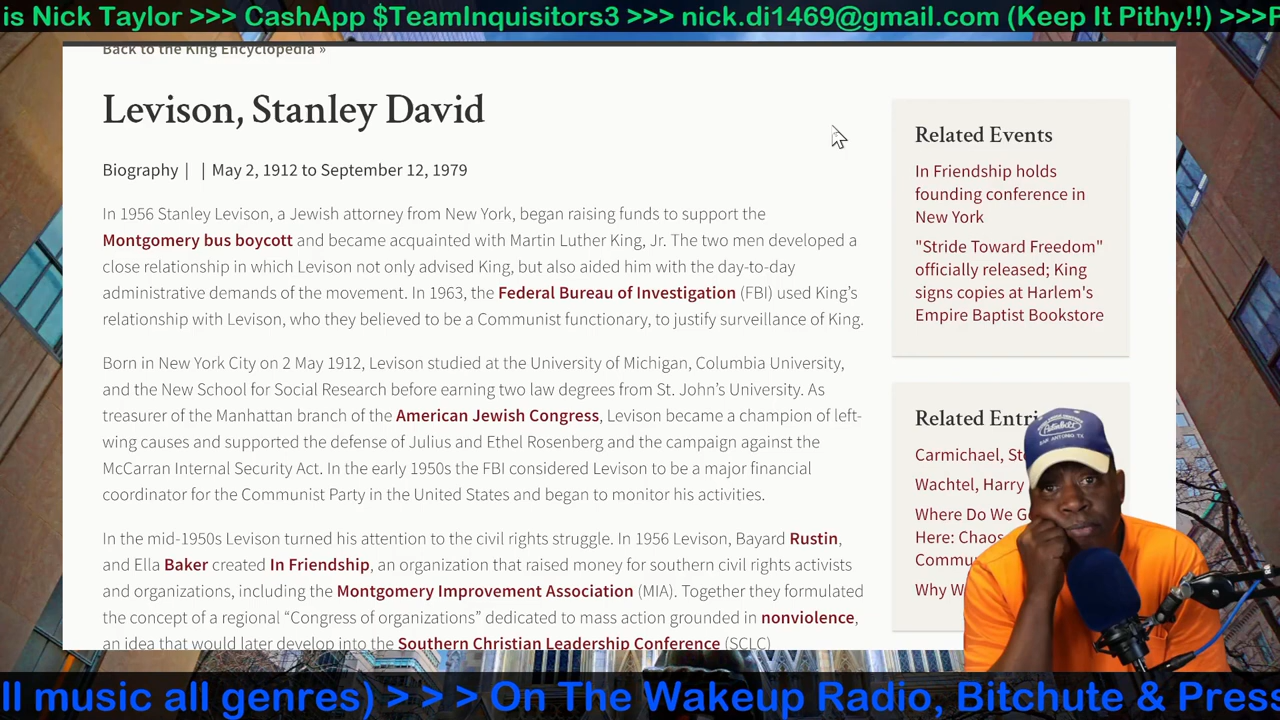 is Nick Taylor >>> CashApp $TeamInquisitors3 >>> nick.di1469@gmail.com (Keep It Pithy!!) >>>
Back to the King Encyclopedia »
Levison, Stanley David
Biography | | May 2, 1912 to September 12, 1979
In 1956 Stanley Levison, a Jewish attorney from New York, began raising funds to support the
Montgomery bus boycott and became acquainted with Martin Luther King, Jr. The two men developed a
close relationship in which Levison not only advised King, but also aided him with the day-to-day
administrative demands of the movement. In 1963, the Federal Bureau of Investigation (FBI) used King’s
relationship with Levison, who they believed to be a Communist functionary, to justify surveillance of King.
Born in New York City on 2 May 1912, Levison studied at the University of Michigan, Columbia University,
and the New School for Social Research before earning two law degrees from St. John’s University. As
treasurer of the Manhattan branch of the American Jewish Congress, Levison became a champion of left-
wing causes and supported the defense of Julius and Ethel Rosenberg and the campaign against the
McCarran Internal Security Act. In the early 1950s the FBI considered Levison to be a major financial
coordinator for the Communist Party in the United States and began to monitor his activities.
In the mid-1950s Levison turned his attention to the civil rights struggle. In 1956 Levison, Bayard Rustin,
and Ella Baker created In Friendship, an organization that raised money for southern civil rights activists
and organizations, including the Montgomery Improvement Association (MIA). Together they formulated
the concept of a regional “Congress of organizations” dedicated to mass action grounded in nonviolence,
an idea that would later develop into the Southern Christian Leadership Conference (SCLC)
Related Events
In Friendship holds
founding conference in
New York
"Stride Toward Freedom"
officially released; King
signs copies at Harlem's
Empire Baptist Bookstore
Related
Carmichael,
Wachtel, Harry
Where Do We
Here: Chaos
Why
SAN ANTONIO TX
ll music all genres) > > > On The Wakeup Radio, Bitchute & Press